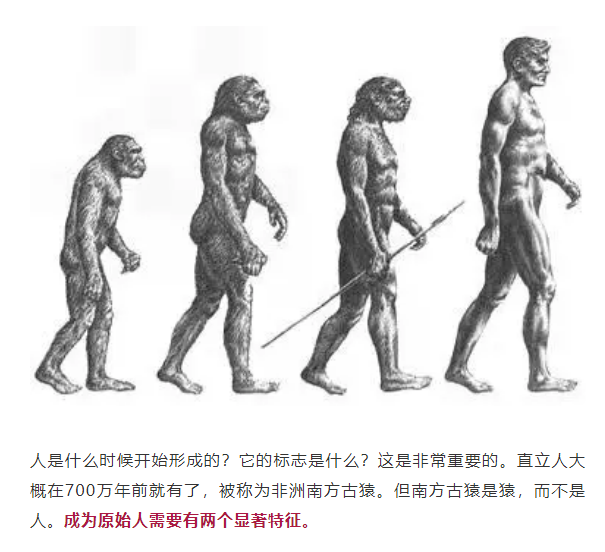 人是什么时候开始形成的？它的标志是什么？这是非常重要的。直立人大
概在700万年前就有了，被称为非洲南方古猿。但南方古猿是猿，而不是
人。成为原始人需要有两个显著特征。